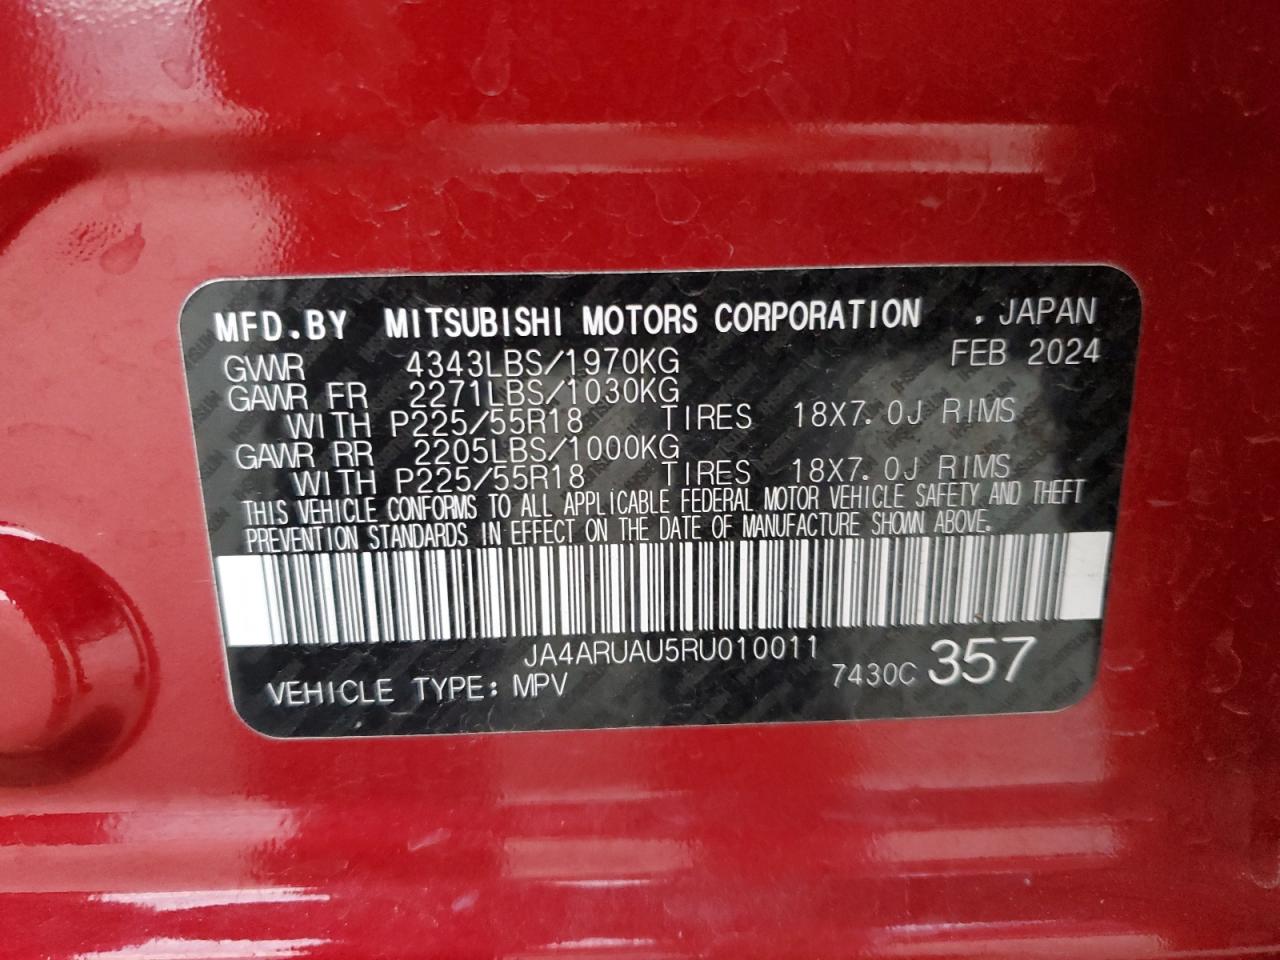 MFD.BY MITSUBISHI MOTORS CORPORATION . JAPAN
GVWR 4343LBS/1970KG FEB 2024
GAWR FR 2271LBS/1030KG
WITH P225/55R18 TIRES 18X7.0J RIMS
GAWR RR 2205LBS/1000KG
WITH P225/55R18 TIRES 18X7.0J RIMS
THIS VEHICLE CONFORMS TO ALL APPLICABLE FEDERAL MOTOR VEHICLE SAFETY AND THEFT
PREVENTION STANDARDS IN EFFECT ON THE DATE OF MANUFACTURE SHOWN ABOVE.
JA4ARUAU5RU010011
VEHICLE TYPE: MPV 7430C 357